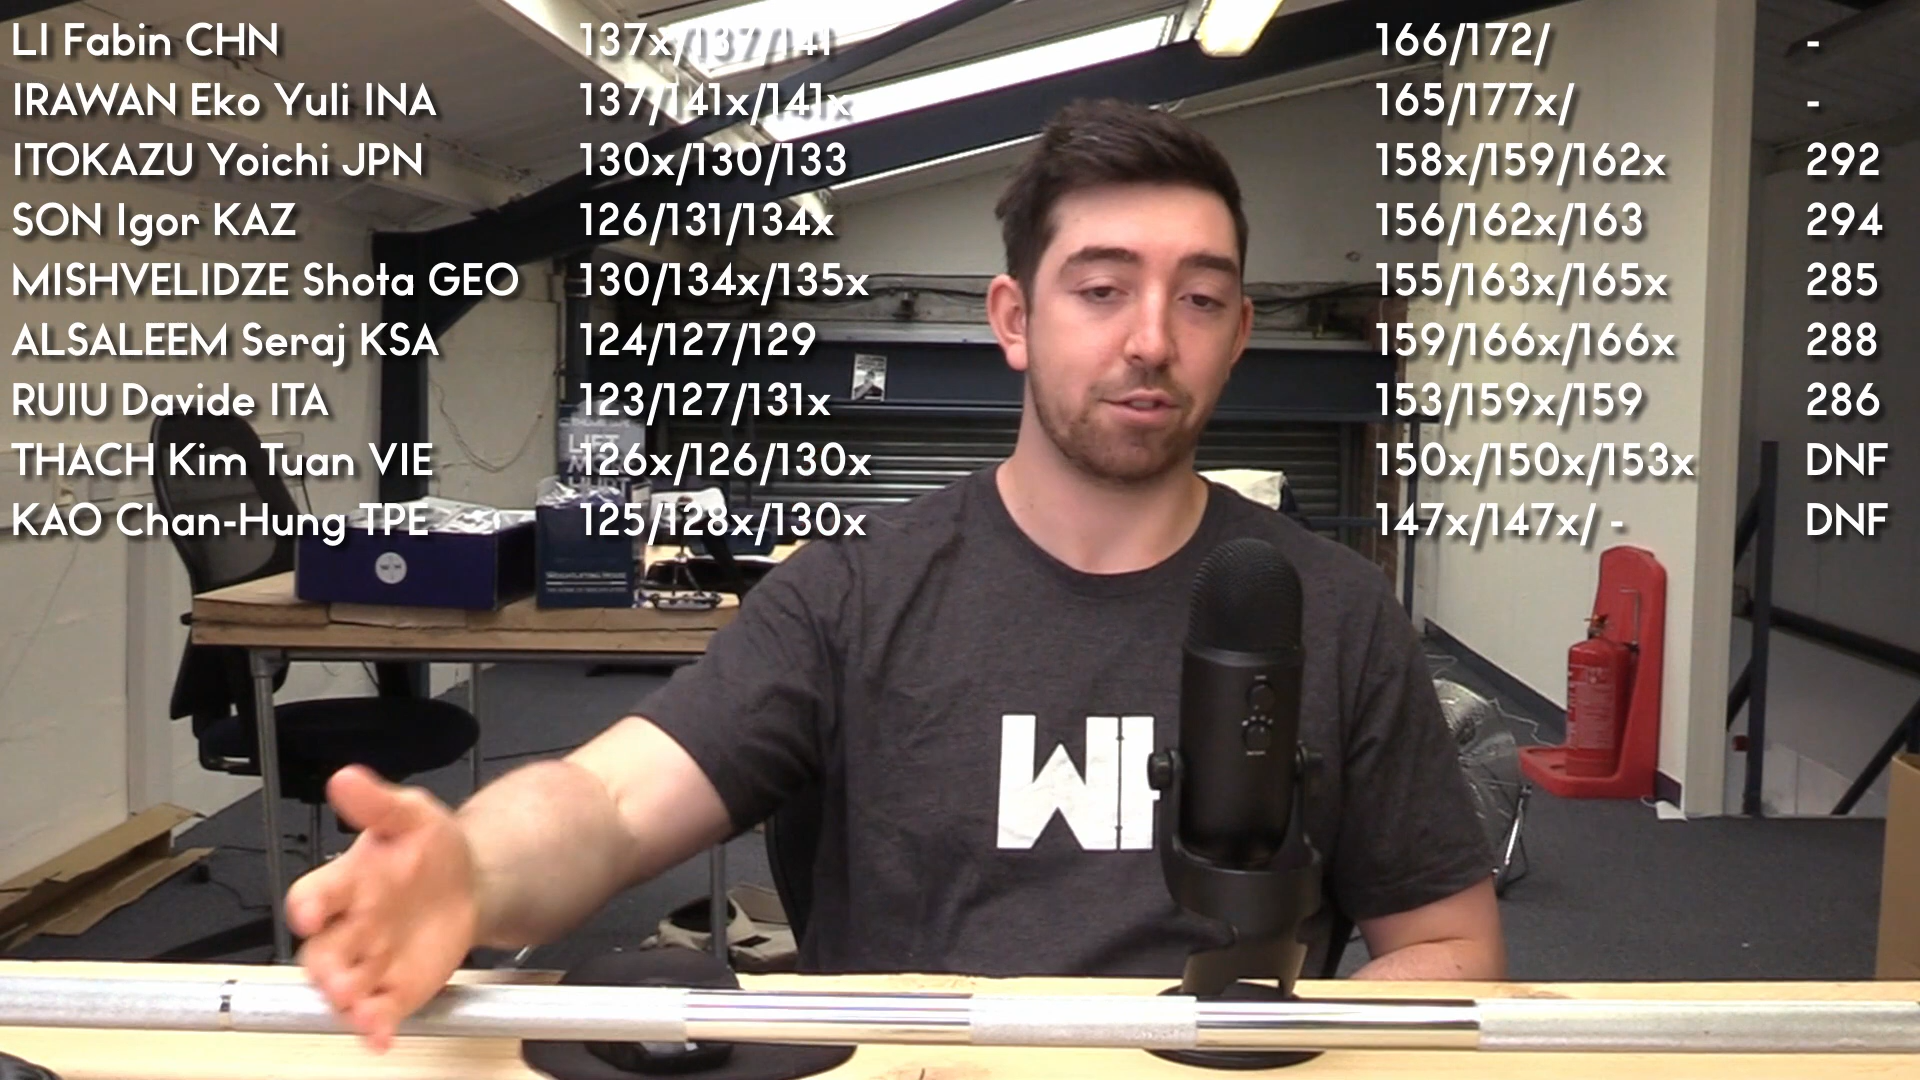 LI Fabin CHN 137x/137/141 166/172/ -
IRAWAN Eko Yuli INA 137/141x/141x 165/177x/ -
ITOKAZU Yoichi JPN 130x/130/133 158x/159/162x 292
SON Igor KAZ 126/131/134x 156/162x/163 294
MISHVELIDZE Shota GEO 130/134x/135x 155/163x/165x 285
ALSALEEM Seraj KSA 124/127/129 159/166x/166x 288
RUIU Davide ITA 123/127/131x 153/159x/159 286
THACH Kim Tuan VIE 126x/126/130x 150x/150x/153x DNF
KAO Chan-Hung TPE 125/128x/130x 147x/147x/ - DNF
LIFT